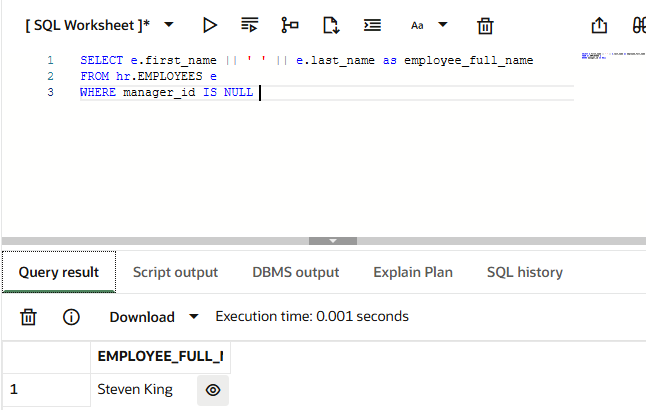 [ SQL Worksheet ]*
Aa
1 SELECT e.first_name || ' ' || e.last_name as employee_full_name
2 FROM hr.EMPLOYEES e
3 WHERE manager_id IS NULL
Query result Script output DBMS output Explain Plan SQL history
Download Execution time: 0.001 seconds
EMPLOYEE_FULL_I
1 Steven King